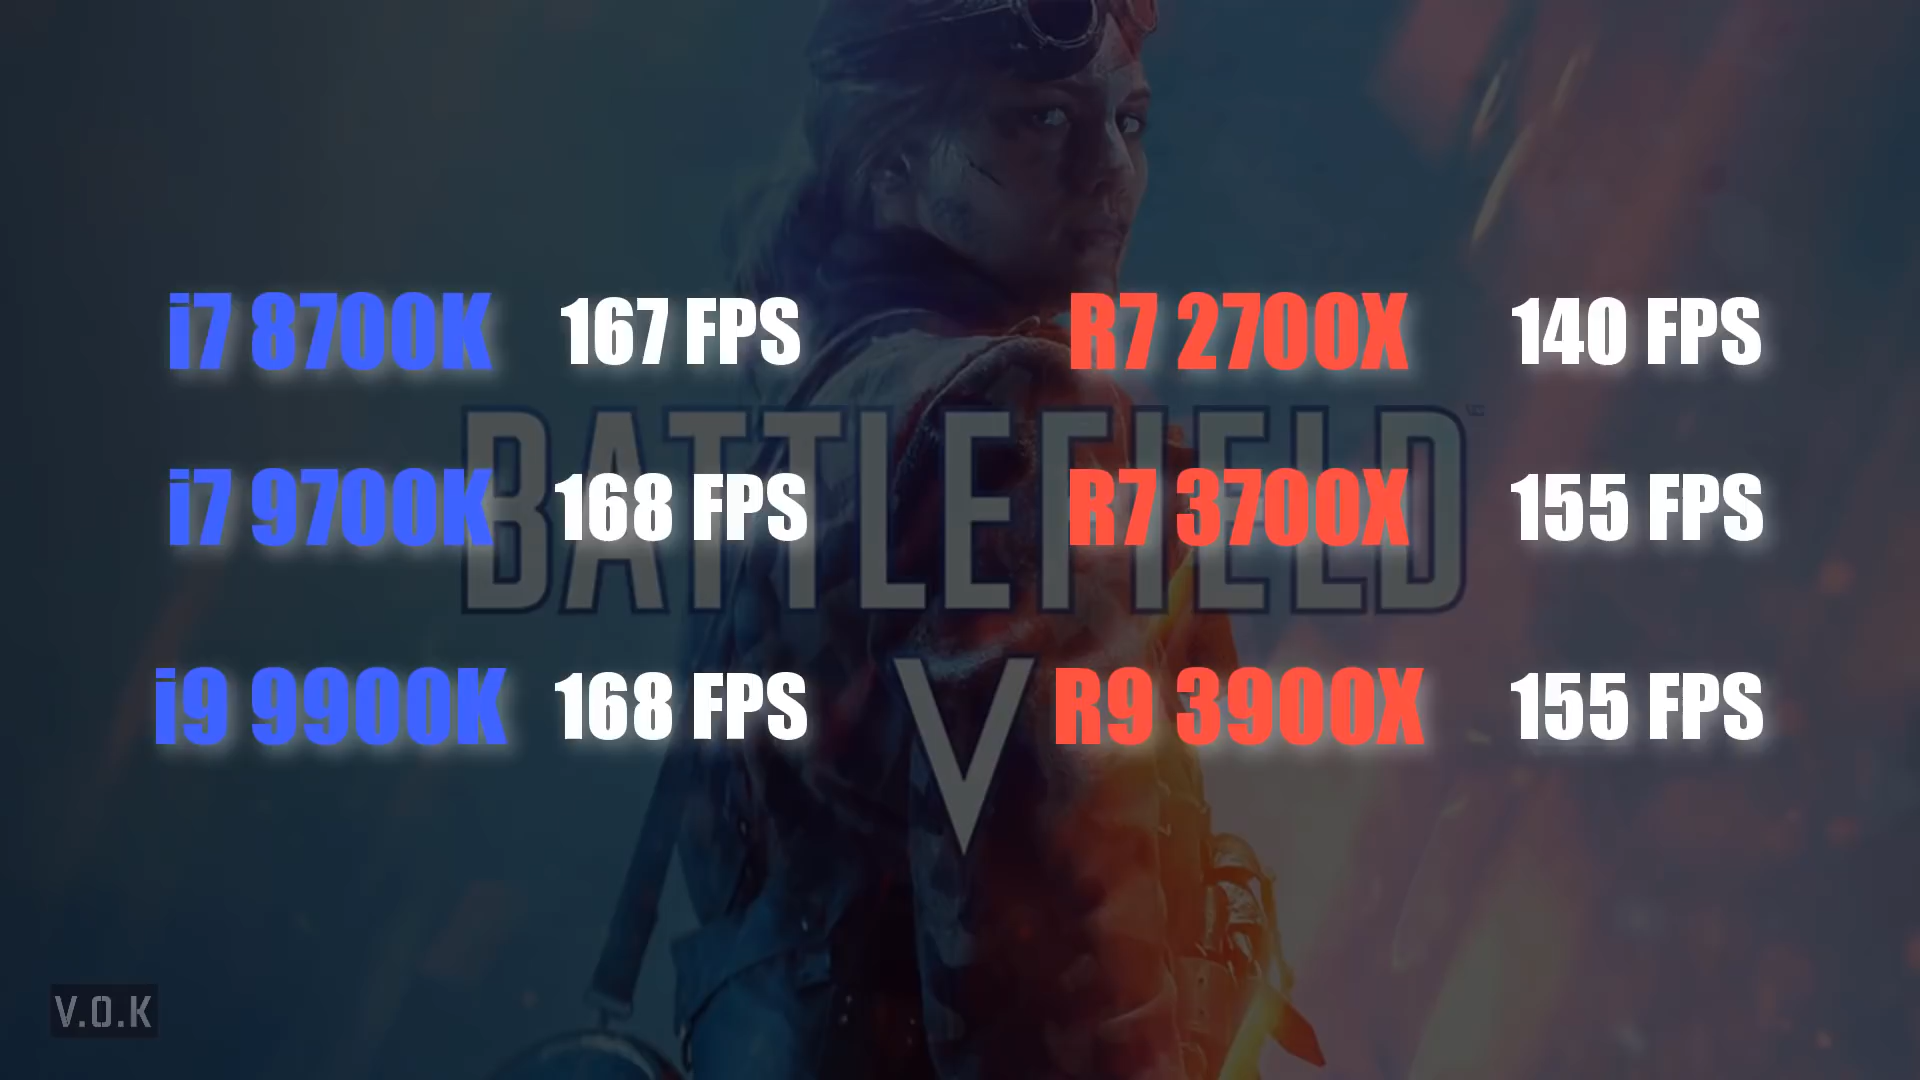 i7 8700K 167 FPS R7 2700X 140 FPS
BATTLEFIELD
i7 9700K 168 FPS R7 3700X 155 FPS
V
i9 9900K 168 FPS R9 3900X 155 FPS
V.O.K